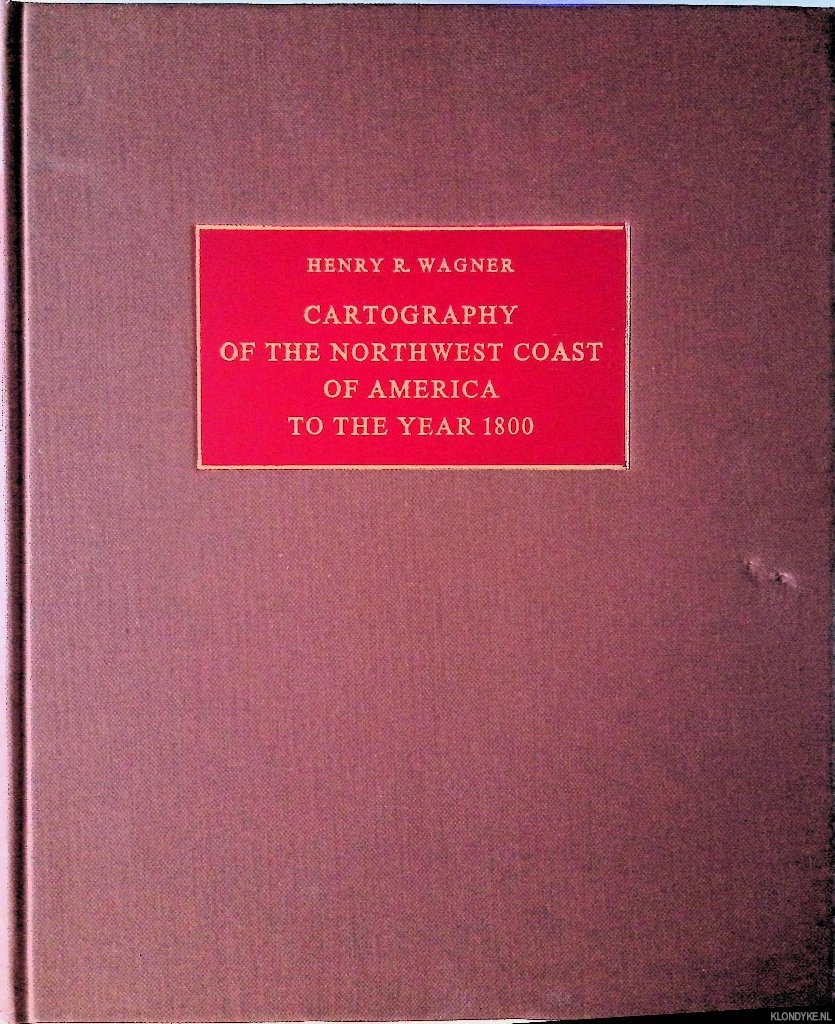 HENRY R. WAGNER
CARTOGRAPHY
OF THE NORTHWEST COAST
OF AMERICA
TO THE YEAR 1800
KLONDYKE.NL